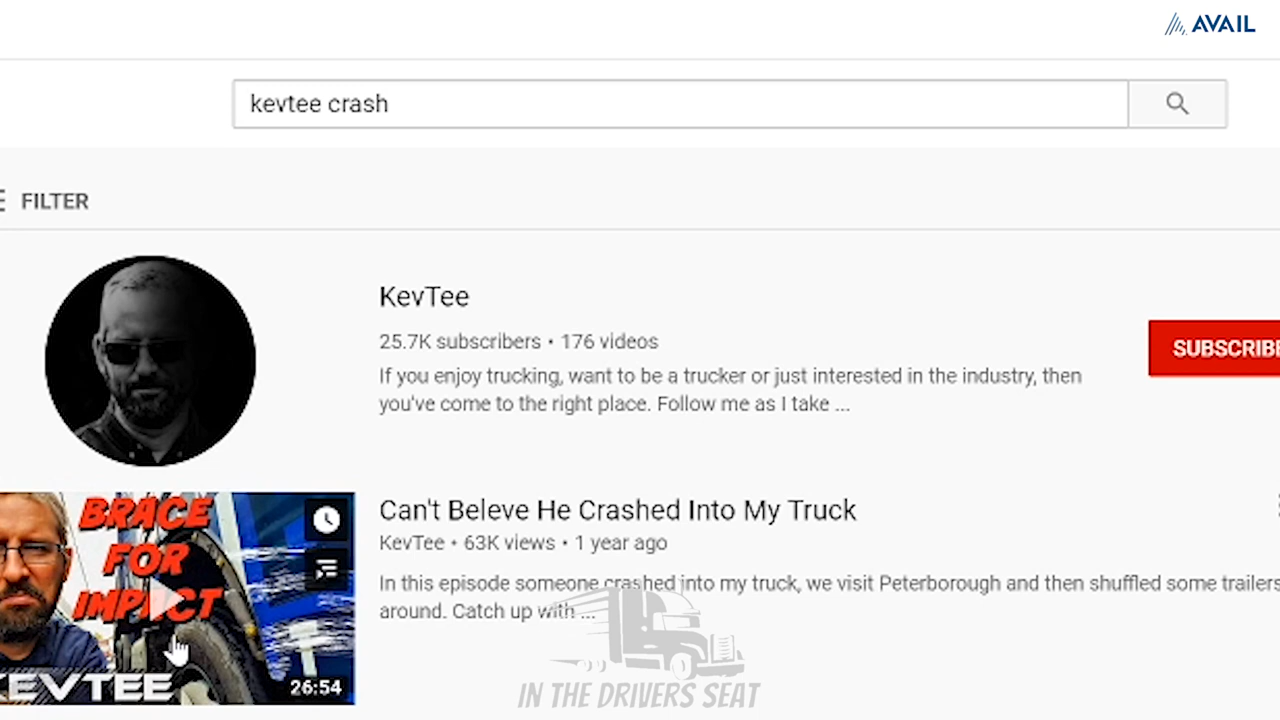 AVAIL
kevtee crash
FILTER
KevTee
25.7K subscribers • 176 videos
SUBSCRIBE
If you enjoy trucking, want to be a trucker or just interested in the industry, then
you've come to the right place. Follow me as I take ...
BRACE
FOR
IMPACT
KEVTEE
26:54
Can't Beleve He Crashed Into My Truck
KevTee • 63K views • 1 year ago
In this episode someone crashed into my truck, we visit Peterborough and then shuffled some trailers
around. Catch up with ...
IN THE DRIVERS SEAT